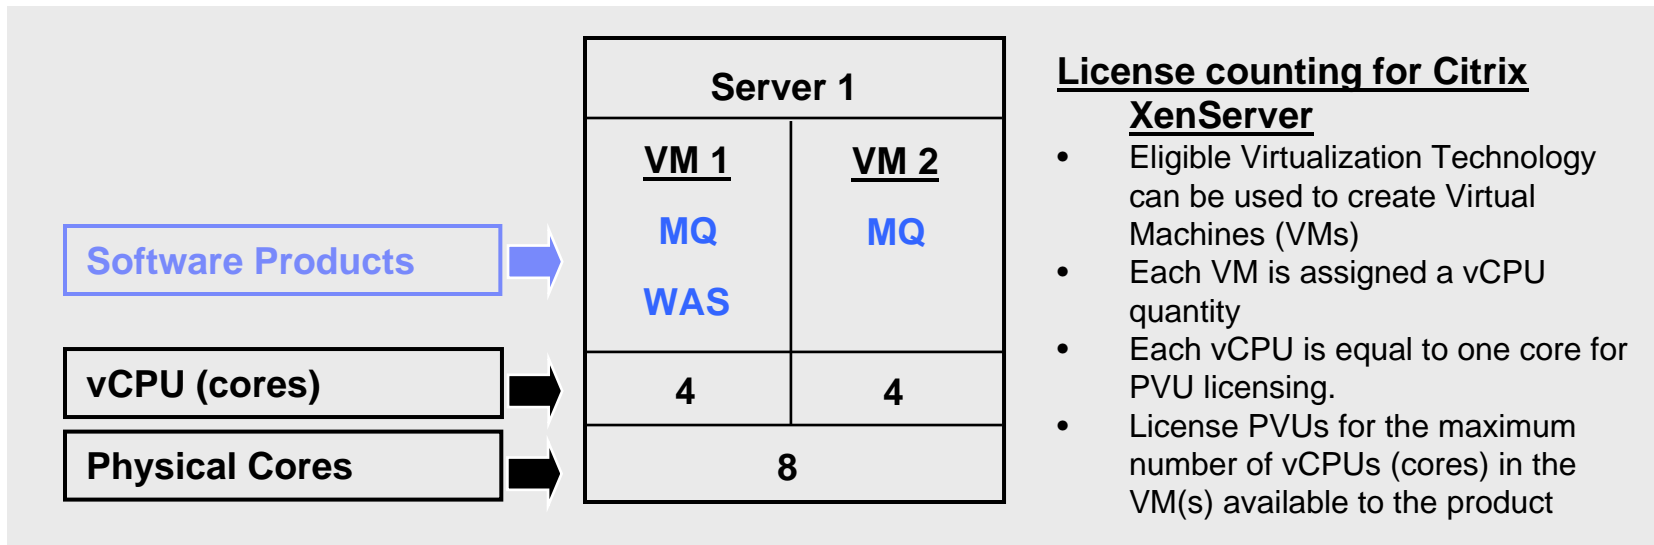 Server 1
VM 1 VM 2
MQ MQ
WAS
Software Products
vCPU (cores) 4 4
Physical Cores 8
License counting for Citrix
XenServer
• Eligible Virtualization Technology
can be used to create Virtual
Machines (VMs)
• Each VM is assigned a vCPU
quantity
• Each vCPU is equal to one core for
PVU licensing.
• License PVUs for the maximum
number of vCPUs (cores) in the
VM(s) available to the product